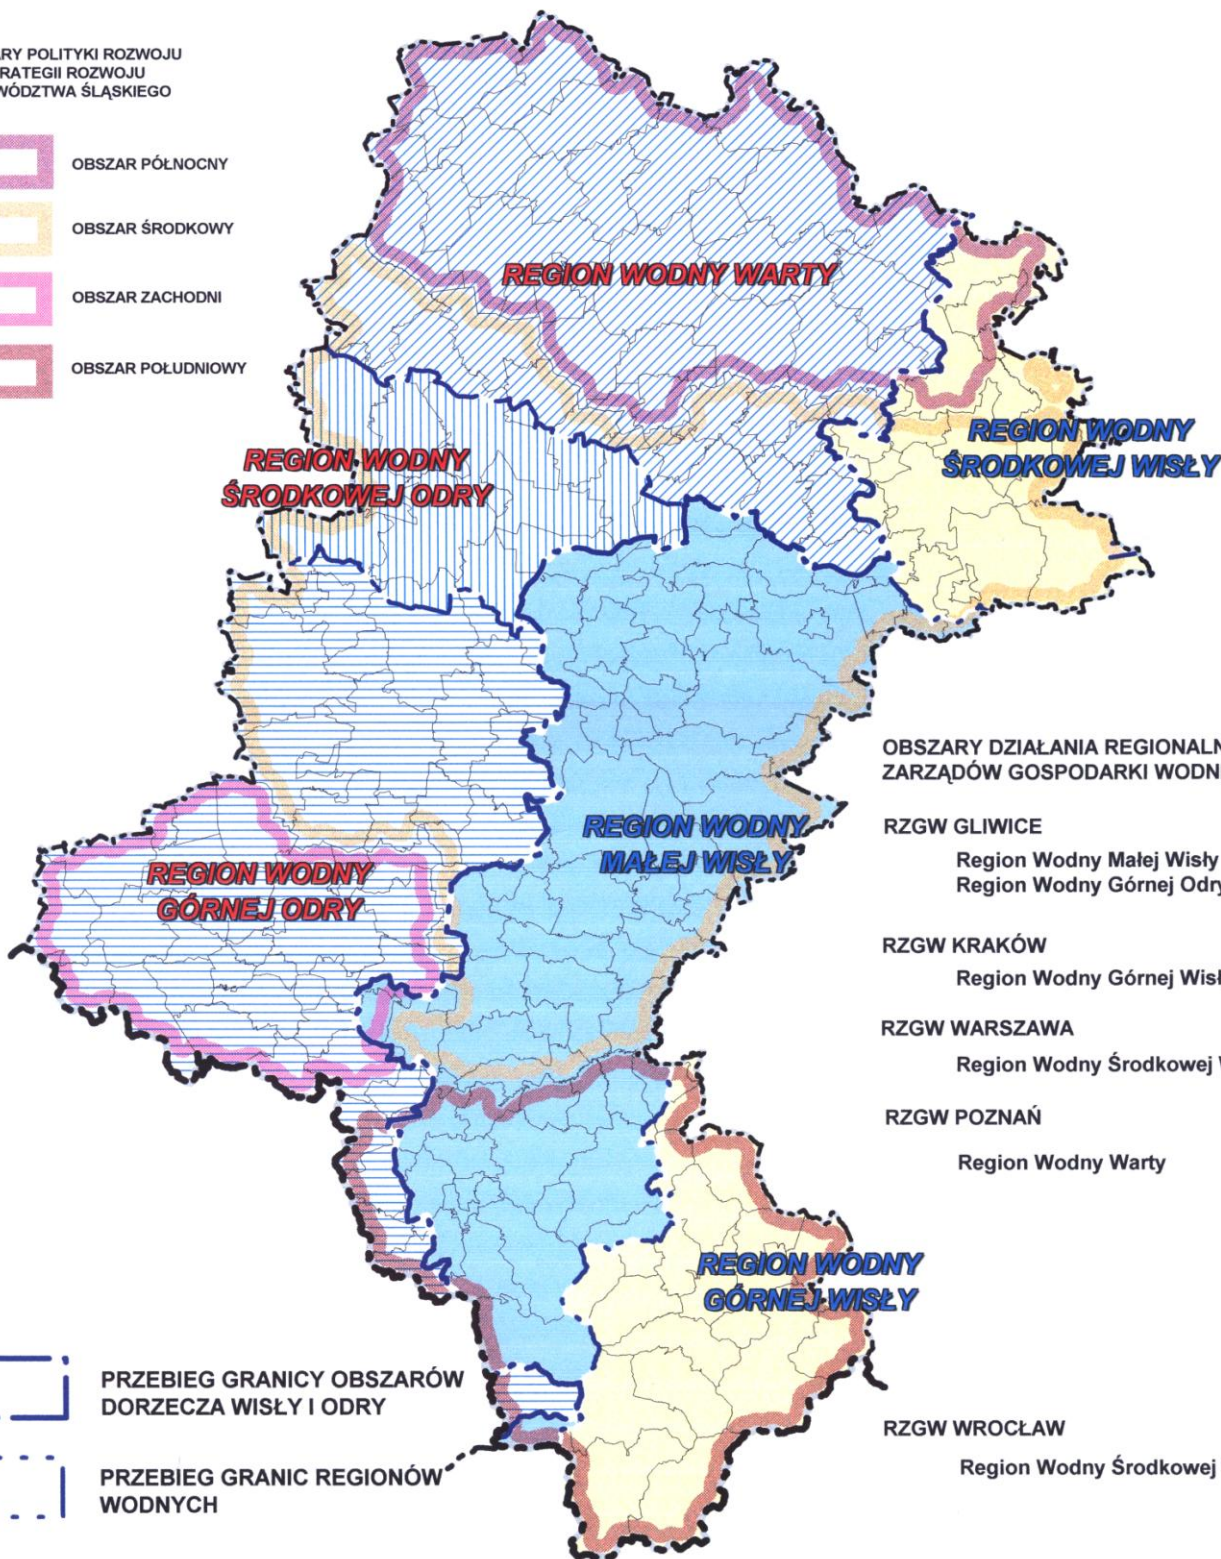 ARY POLITYKI ROZWOJU
RATEGII ROZWOJU
WÓDZTWA ŚLĄSKIEGO
OBSZAR PÓŁNOCNY
OBSZAR ŚRODKOWY
OBSZAR ZACHODNI
OBSZAR POŁUDNIOWY
REGION WODNY WARTY
REGION WODNY
ŚRODKOWEJ WISŁY
REGION WODNY
ŚRODKOWEJ ODRY
REGION WODNY
MAŁEJ WISŁY
REGION WODNY
GÓRNEJ ODRY
REGION WODNY
GÓRNEJ WISŁY
OBSZARY DZIAŁANIA REGIONALN
ZARZĄDÓW GOSPODARKI WODN
RZGW GLIWICE
Region Wodny Małej Wisły
Region Wodny Górnej Odry
RZGW KRAKÓW
Region Wodny Górnej Wisł
RZGW WARSZAWA
Region Wodny Środkowej W
RZGW POZNAŃ
Region Wodny Warty
RZGW WROCŁAW
Region Wodny Środkowej
PRZEBIEG GRANICY OBSZARÓW
DORZECZA WISŁY I ODRY
PRZEBIEG GRANIC REGIONÓW
WODNYCH